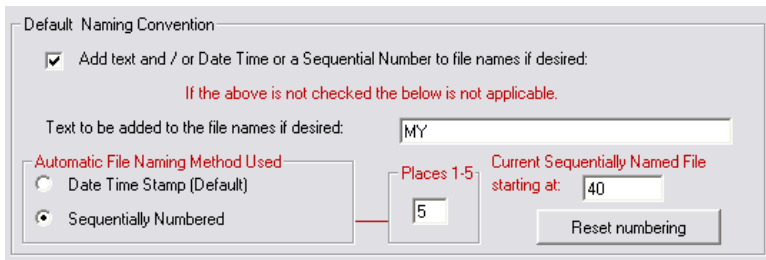 Default Naming Convention
Add text and / or Date Time or a Sequential Number to file names if desired:
If the above is not checked the below is not applicable.
Text to be added to the file names if desired:
MY
Automatic File Naming Method Used
Date Time Stamp (Default)
Sequentially Numbered
Places 1-5
5
Current Sequentially Named File
starting at: 40
Reset numbering